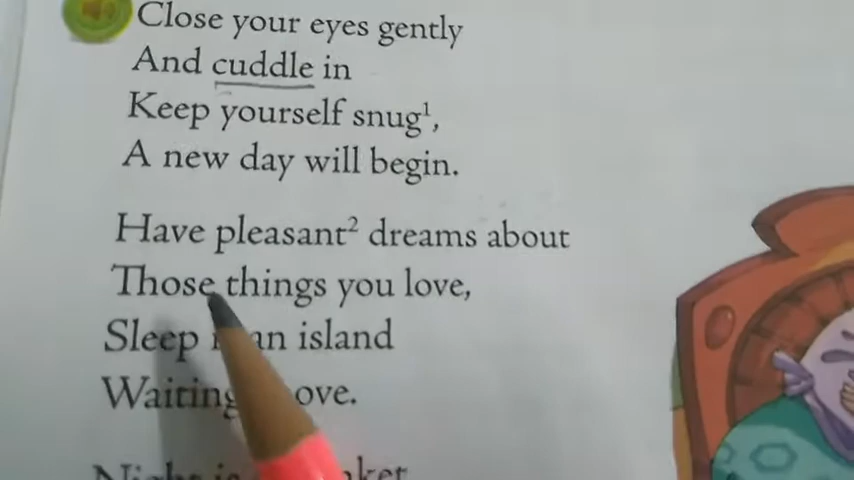 Close your eyes gently
And cuddle in
Keep yourself snug¹,
A new day will begin.
Have pleasant² dreams about
Those things you love,
Sleep an island
Waiting